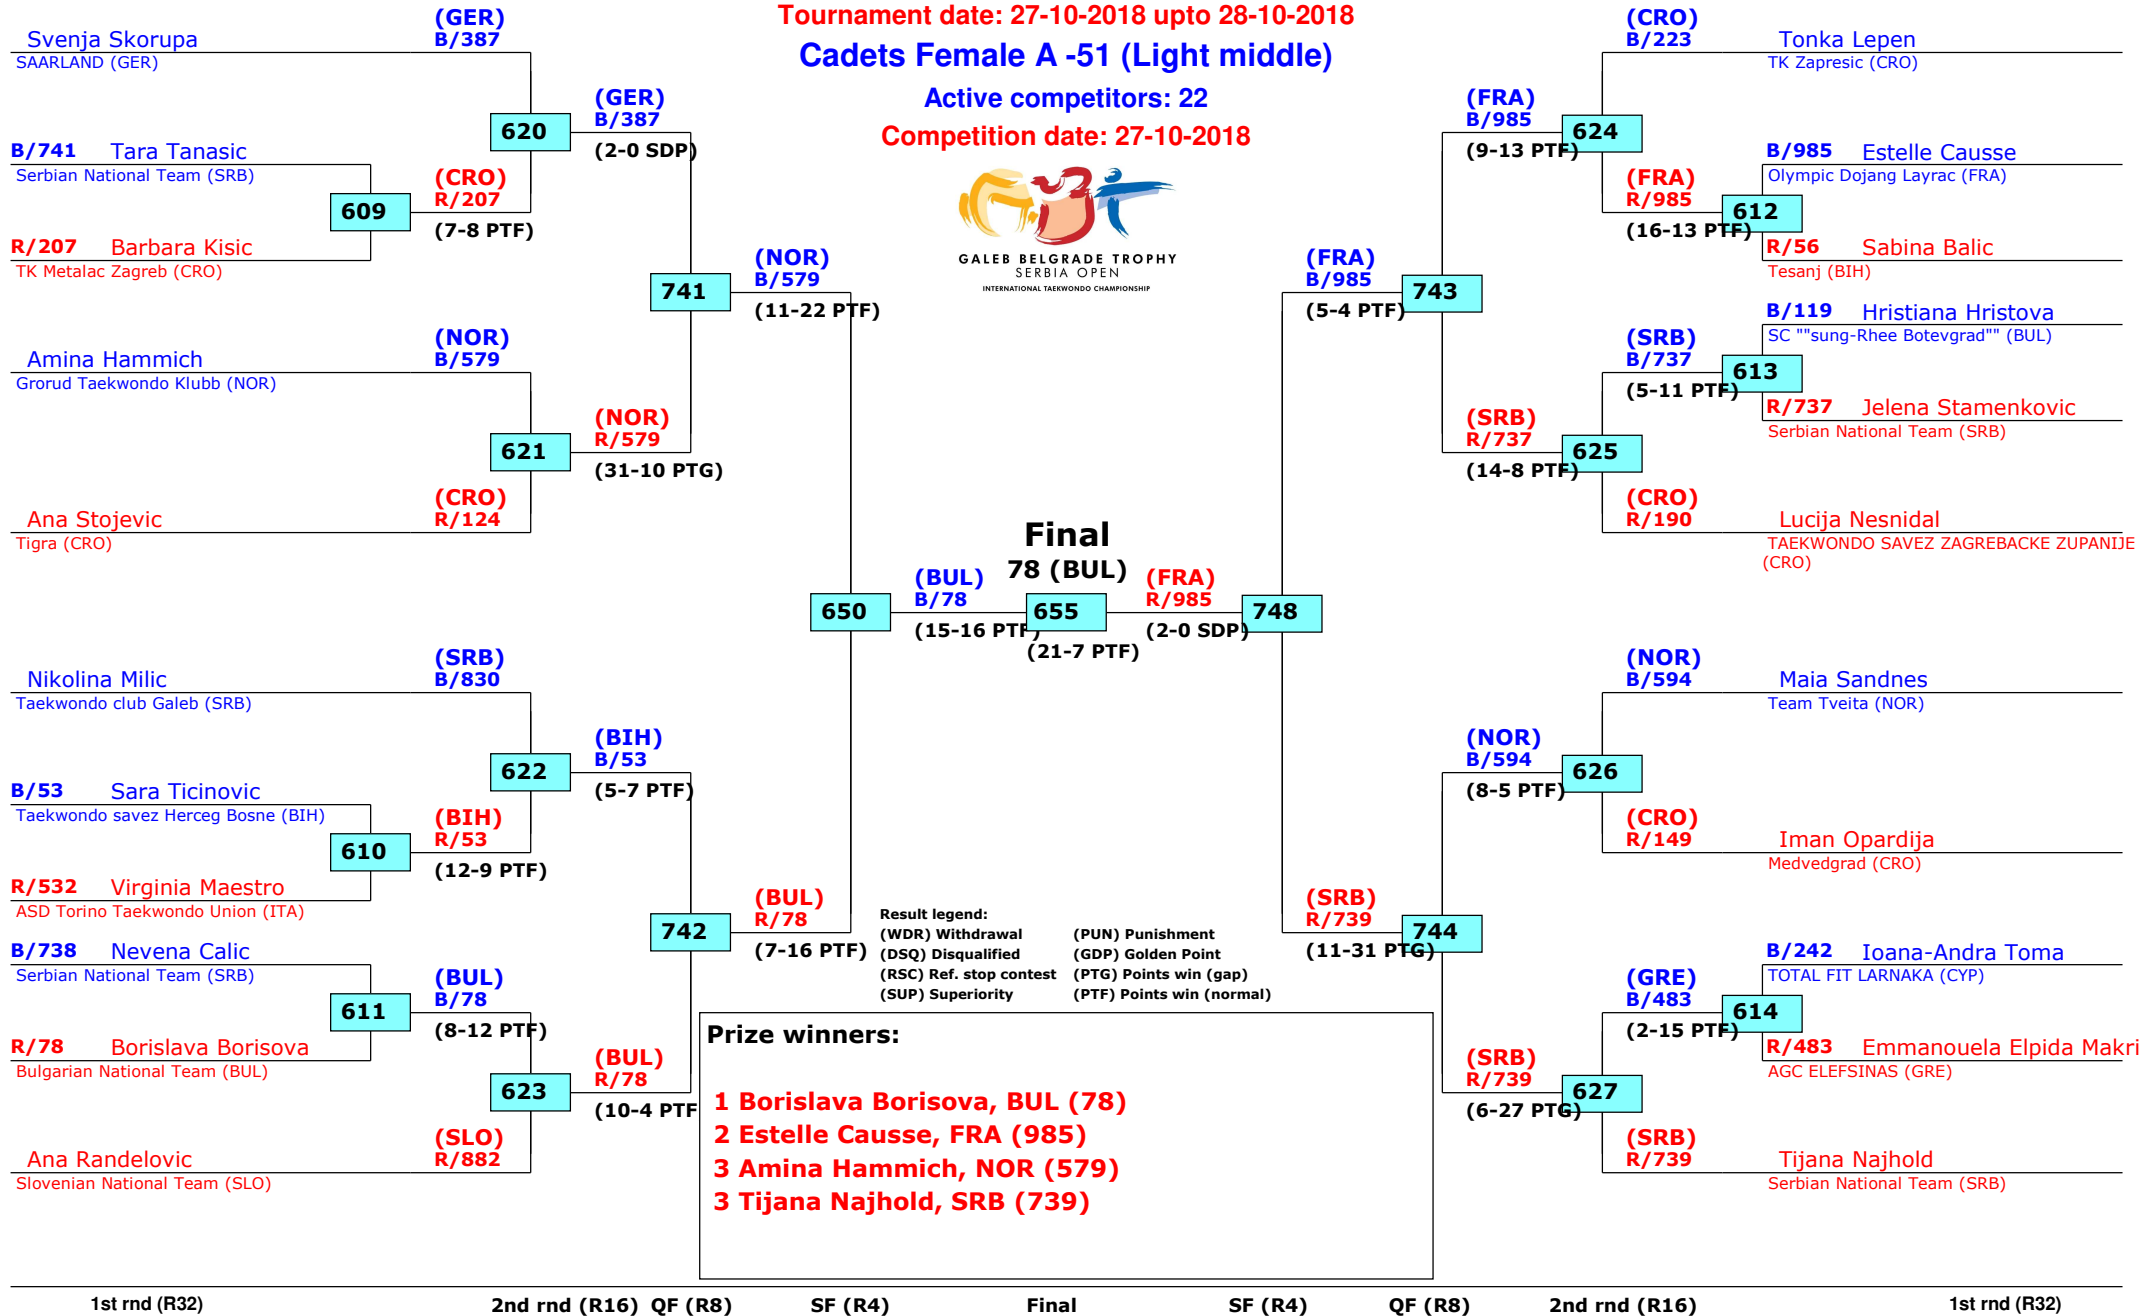 Tournament date: 27-10-2018 upto 28-10-2018
Cadets Female A -51 (Light middle)
Active competitors: 22
Competition date: 27-10-2018
GALEB BELGRADE TROPHY
SERBIA OPEN
INTERNATIONAL TAEKWONDO CHAMPIONSHIP
Svenja Skorupa
SAARLAND (GER)
(GER)
B/387
B/741 Tara Tanasic
Serbian National Team (SRB)
609
R/207 Barbara Kisic
TK Metalac Zagreb (CRO)
(CRO)
R/207
(7-8 PTF)
620
(GER)
B/387
(2-0 SDP)
Amina Hammich
Grorud Taekwondo Klubb (NOR)
(NOR)
B/579
621
(NOR)
R/579
(31-10 PTG)
Ana Stojevic
Tigra (CRO)
(CRO)
R/124
741
(NOR)
B/579
(11-22 PTF)
Nikolina Milic
Taekwondo club Galeb (SRB)
(SRB)
B/830
B/53 Sara Ticinovic
Taekwondo savez Herceg Bosne (BIH)
610
R/532 Virginia Maestro
ASD Torino Taekwondo Union (ITA)
(BIH)
R/53
(12-9 PTF)
622
(BIH)
B/53
(5-7 PTF)
B/738 Nevena Calic
Serbian National Team (SRB)
611
R/78 Borislava Borisova
Bulgarian National Team (BUL)
(BUL)
B/78
(8-12 PTF)
623
(BUL)
R/78
(10-4 PTF
Ana Randelovic
Slovenian National Team (SLO)
(SLO)
R/882
742
(BUL)
R/78
(7-16 PTF)
650
(BUL)
B/78
(15-16 PTF)
Final
78 (BUL)
655
(21-7 PTF)
(FRA)
R/985
(2-0 SDP)
748
(FRA)
B/985
(5-4 PTF)
743
(FRA)
B/985
(9-13 PTF)
624
(CRO)
B/223
Tonka Lepen
TK Zapresic (CRO)
(FRA)
R/985
(16-13 PTF)
612
B/985 Estelle Causse
Olympic Dojang Layrac (FRA)
R/56 Sabina Balic
Tesanj (BIH)
B/119 Hristiana Hristova
SC ""sung-Rhee Botevgrad"" (BUL)
(SRB)
B/737
(5-11 PTF)
613
R/737 Jelena Stamenkovic
Serbian National Team (SRB)
(SRB)
R/737
(14-8 PTF)
625
(CRO)
R/190
Lucija Nesnidal
TAEKWONDO SAVEZ ZAGREBACKE ZUPANIJE
(CRO)
(NOR)
B/594
Maia Sandnes
Team Tveita (NOR)
(NOR)
B/594
(8-5 PTF)
626
(CRO)
R/149
Iman Opardija
Medvedgrad (CRO)
(SRB)
R/739
(11-31 PTG)
744
B/242 Ioana-Andra Toma
TOTAL FIT LARNAKA (CYP)
(GRE)
B/483
(2-15 PTF)
614
R/483 Emmanouela Elpida Makri
AGC ELEFSINAS (GRE)
(SRB)
R/739
(6-27 PTG)
627
(SRB)
R/739
Tijana Najhold
Serbian National Team (SRB)
Result legend:
(WDR) Withdrawal (PUN) Punishment
(DSQ) Disqualified (GDP) Golden Point
(RSC) Ref. stop contest (PTG) Points win (gap)
(SUP) Superiority (PTF) Points win (normal)
Prize winners:
1 Borislava Borisova, BUL (78)
2 Estelle Causse, FRA (985)
3 Amina Hammich, NOR (579)
3 Tijana Najhold, SRB (739)
1st rnd (R32) 2nd rnd (R16) QF (R8) SF (R4) Final SF (R4) QF (R8) 2nd rnd (R16) 1st rnd (R32)